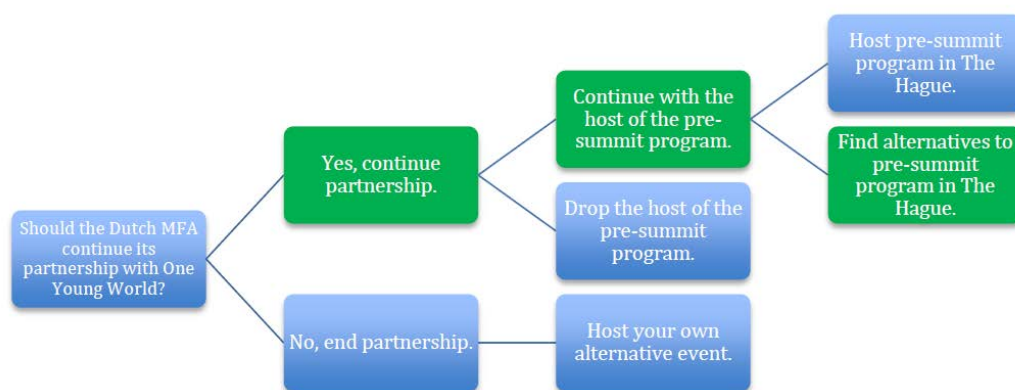 Should the Dutch MFA
continue its
partnership with One
Young World?
Yes, continue
partnership.
No, end partnership.
Continue with the
host of the pre-
summit program.
Drop the host of the
pre-summit
program.
Host your own
alternative event.
Host pre-summit
program in The
Hague.
Find alternatives to
pre-summit
program in The
Hague.